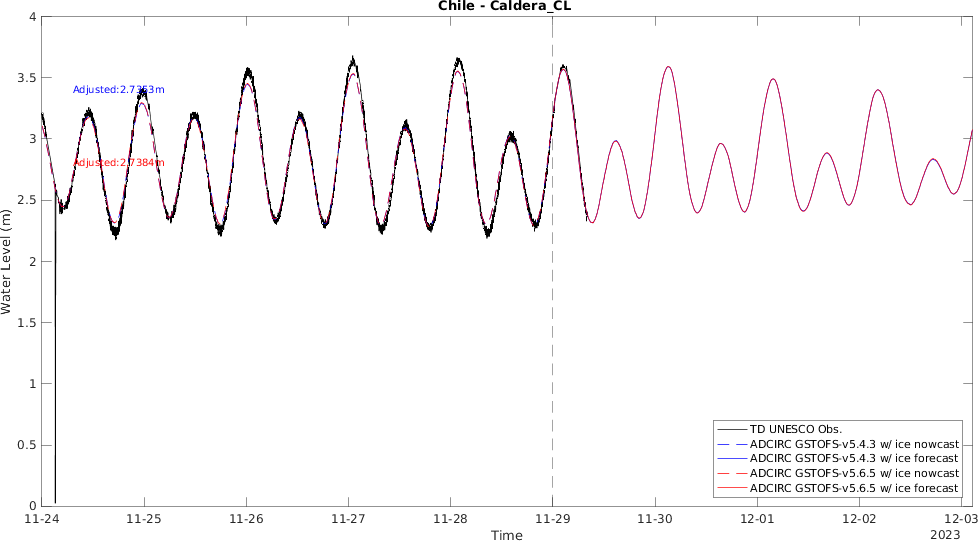 Chile - Caldera_CL
4
3.5
3
2.5
2
1.5
1
0.5
0
Water Level (m)
Adjusted:2.7353m
Adjusted:2.7384m
TD UNESCO Obs.
ADCIRC GSTOFS-v5.4.3 w/ ice nowcast
ADCIRC GSTOFS-v5.4.3 w/ ice forecast
ADCIRC GSTOFS-v5.6.5 w/ ice nowcast
ADCIRC GSTOFS-v5.6.5 w/ ice forecast
11-24 11-25 11-26 11-27 11-28 11-29 11-30 12-01 12-02 12-03
Time
2023